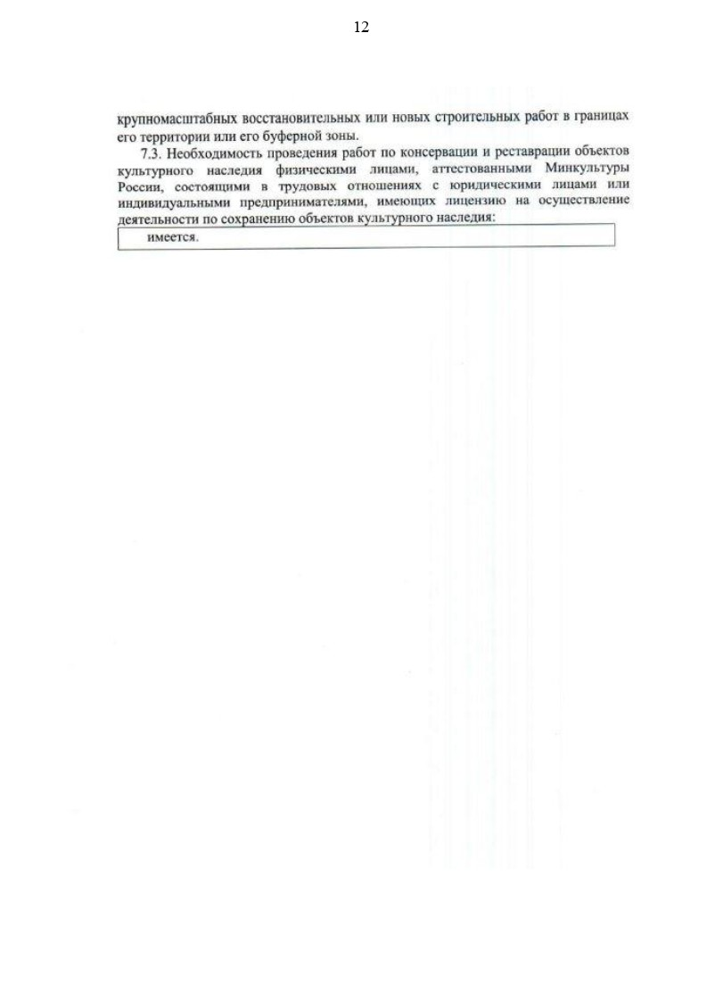 12
крупномасштабных восстановительных или новых строительных работ в границах
его территории или его буферной зоны.
7.3. Необходимость проведения работ по консервации и реставрации объектов
культурного наследия физическими лицами, аттестованными Минкультуры
России, состоящими в трудовых отношениях с юридическими лицами или
индивидуальными предпринимателями, имеющих лицензию на осуществление
деятельности по сохранению объектов культурного наследия:
имеется.